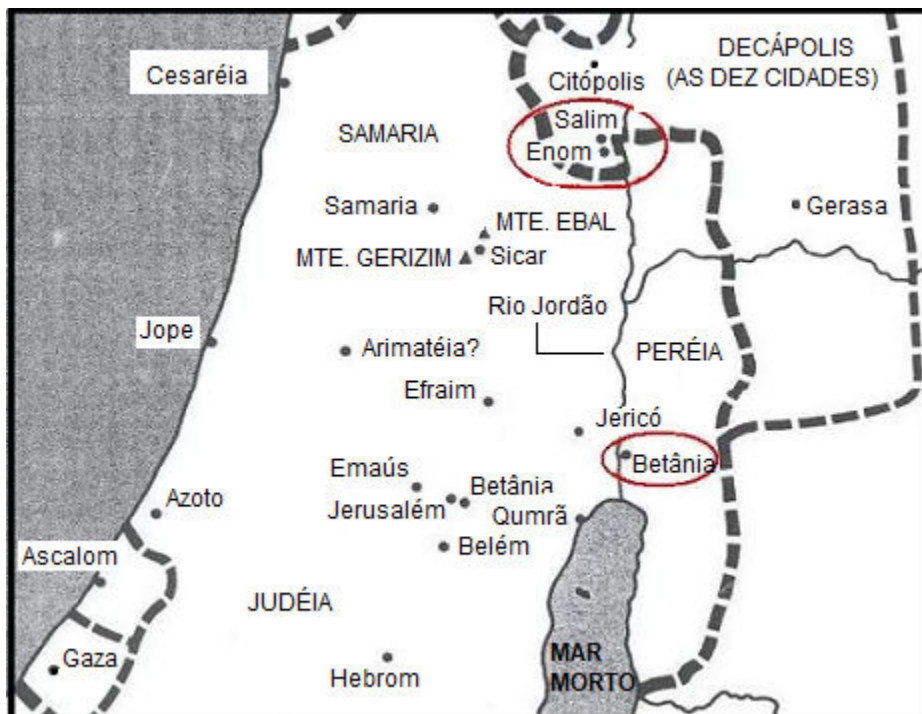 DECÁPOLIS
(AS DEZ CIDADES)
Cesaréia
Citópolis
Salim
Enom
SAMARIA
Samaria
MTE. EBAL
Gerasa
MTE. GERIZIM
Sicar
Rio Jordão
Jope
Arimatéia?
PERÉIA
Efraim
Jericó
Betânia
Emaús
Betânia
Jerusalém
Qumrã
Azoto
Belém
Ascalom
JUDÉIA
Gaza
Hebrom
MAR
MORTO